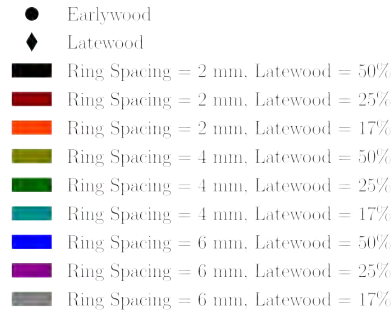 Earlywood
Latewood
Ring Spacing = 2 mm, Latewood = 50%
Ring Spacing = 2 mm, Latewood = 25%
Ring Spacing = 2 mm, Latewood = 17%
Ring Spacing = 4 mm, Latewood = 50%
Ring Spacing = 4 mm, Latewood = 25%
Ring Spacing = 4 mm, Latewood = 17%
Ring Spacing = 6 mm, Latewood = 50%
Ring Spacing = 6 mm, Latewood = 25%
Ring Spacing = 6 mm, Latewood = 17%